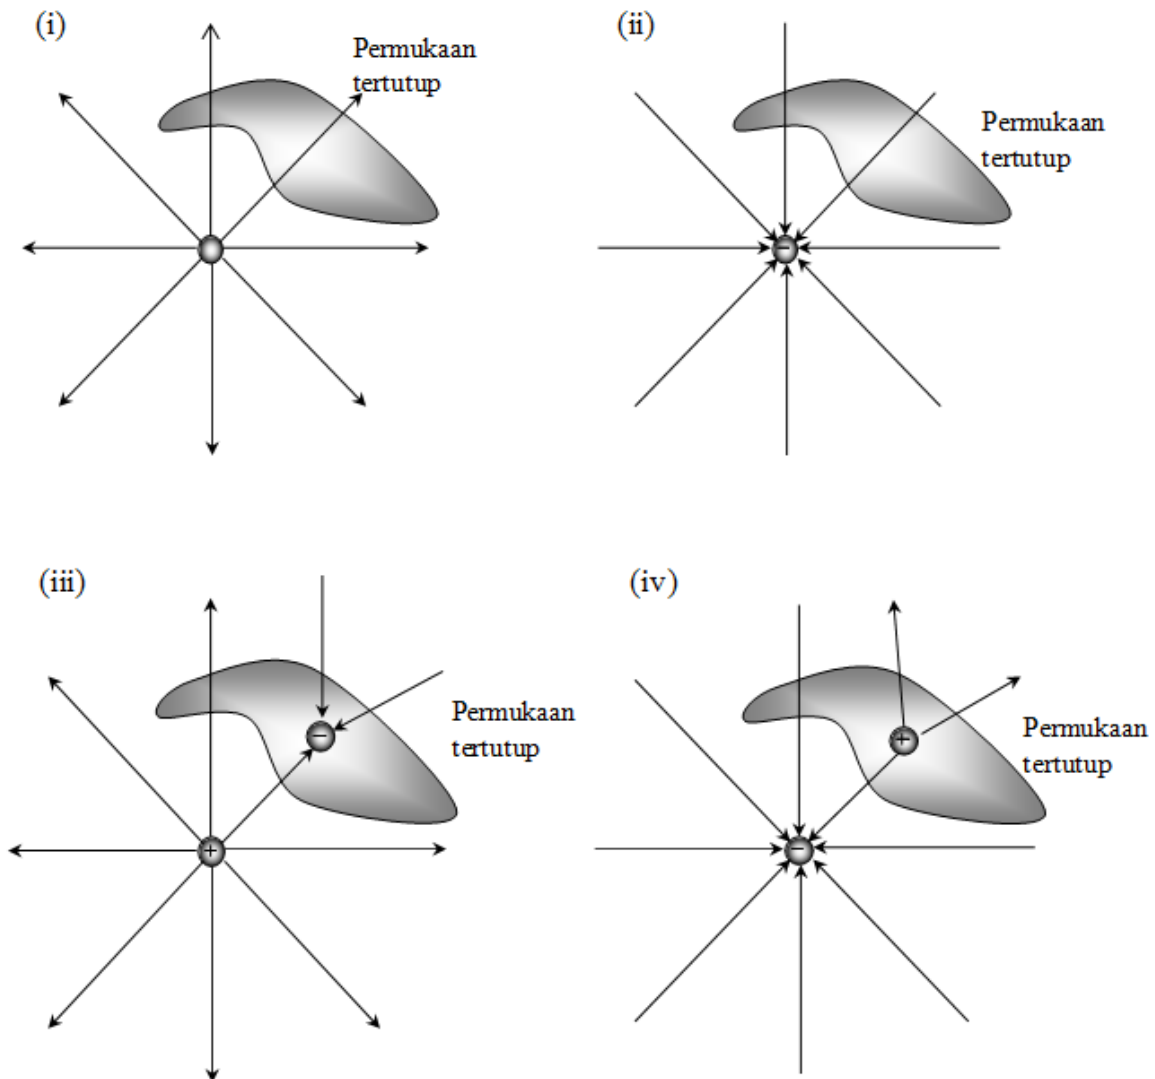 (i)
Permukaan
tertutup
(ii)
Permukaan
tertutup
-
(iii)
Permukaan
tertutup
-
+
(iv)
Permukaan
tertutup
+
-